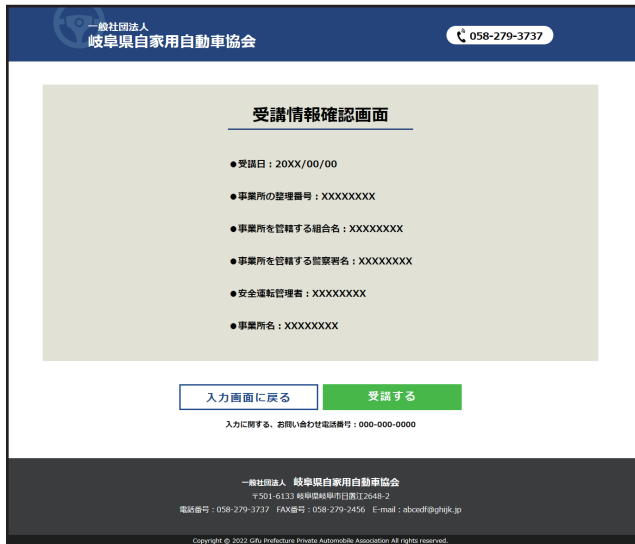 一般社団法人
岐阜県自家用自動車協会
058-279-3737
受講情報確認画面
●受講日：20XX/00/00
●事業所の整理番号：XXXXXXXX
●事業所を管轄する組合名：XXXXXXXX
●事業所を管轄する警察署名：XXXXXXXX
●安全運転管理者：XXXXXXXX
●事業所名：XXXXXXXX
入力画面に戻る 受講する
入力に関する、お問い合わせ電話番号：000-000-0000
一般社団法人 岐阜県自家用自動車協会
〒501-6133 岐阜県岐阜市日置江2648-2
電話番号：058-279-3737 FAX番号：058-279-2456 E-mail：abcedf@ghijk.jp
Copyright © 2022 Gifu Prefecture Private Automobile Association All rights reserved.